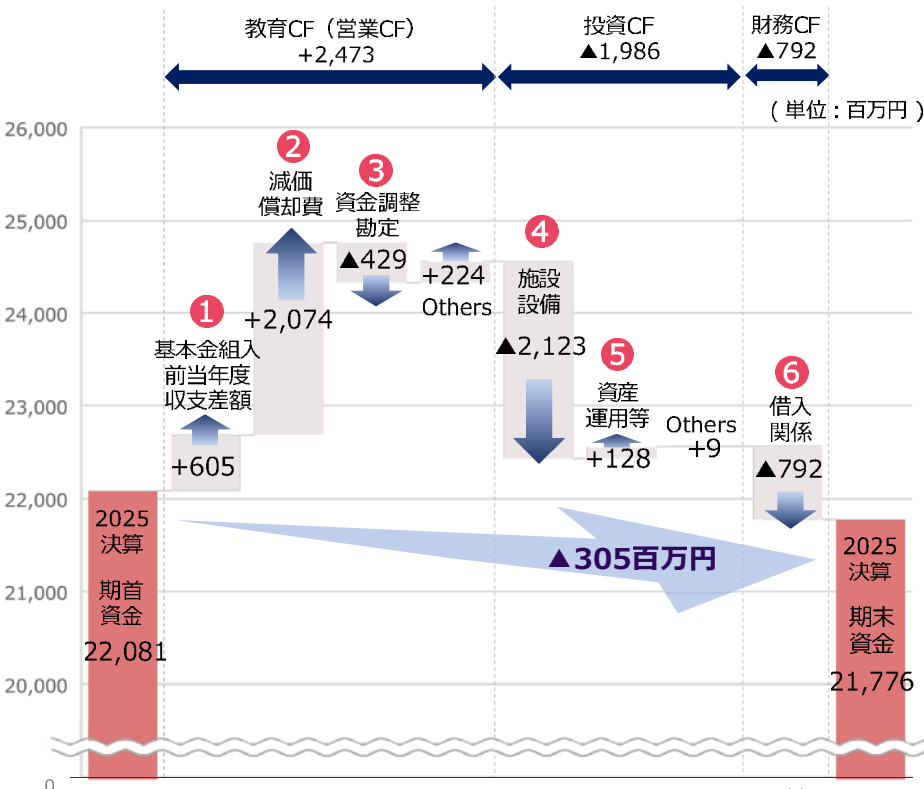 教育CF（営業CF）
+2,473
投資CF
▲1,986
財務CF
▲792
( 単位：百万円 )
26,000
25,000
24,000
23,000
22,000
21,000
20,000
0
2025
決算
期首
資金
22,081
❶
基本金組入
前当年度
収支差額
+605
❷
減価
償却費
+2,074
❸
資金調整
勘定
▲429
+224
Others
❹
施設
設備
▲2,123
❺
資産
運用等
+128
Others
+9
❻
借入
関係
▲792
▲305百万円
2025
決算
期末
資金
21,776